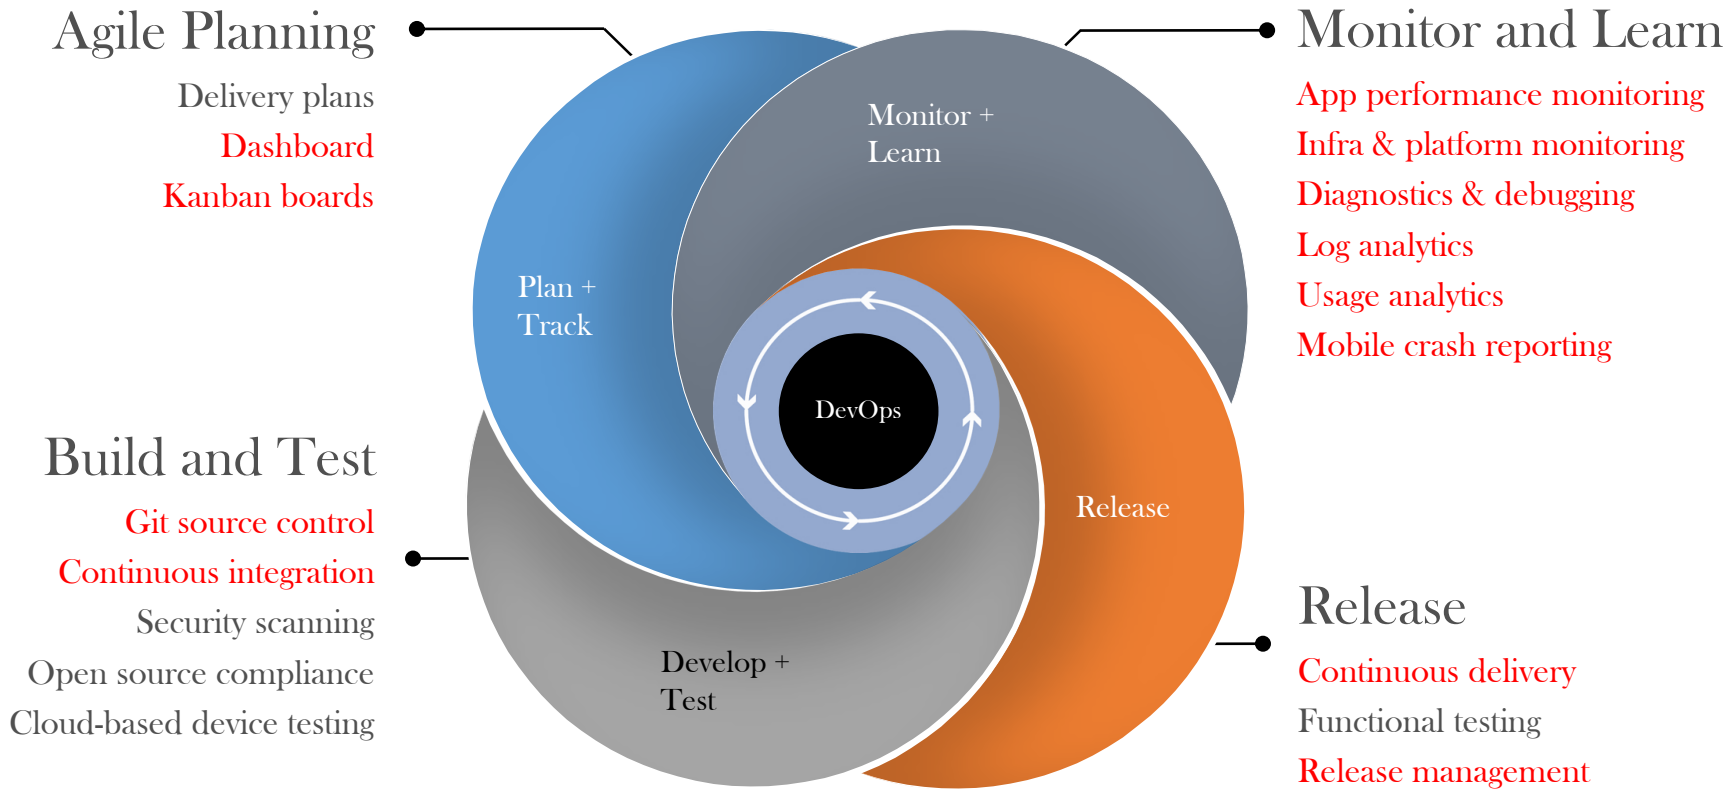 Agile Planning
Delivery plans
Dashboard
Kanban boards
Build and Test
Git source control
Continuous integration
Security scanning
Open source compliance
Cloud-based device testing
Plan +
Track
Monitor +
Learn
DevOps
Release
Develop +
Test
Monitor and Learn
App performance monitoring
Infra & platform monitoring
Diagnostics & debugging
Log analytics
Usage analytics
Mobile crash reporting
Release
Continuous delivery
Functional testing
Release management